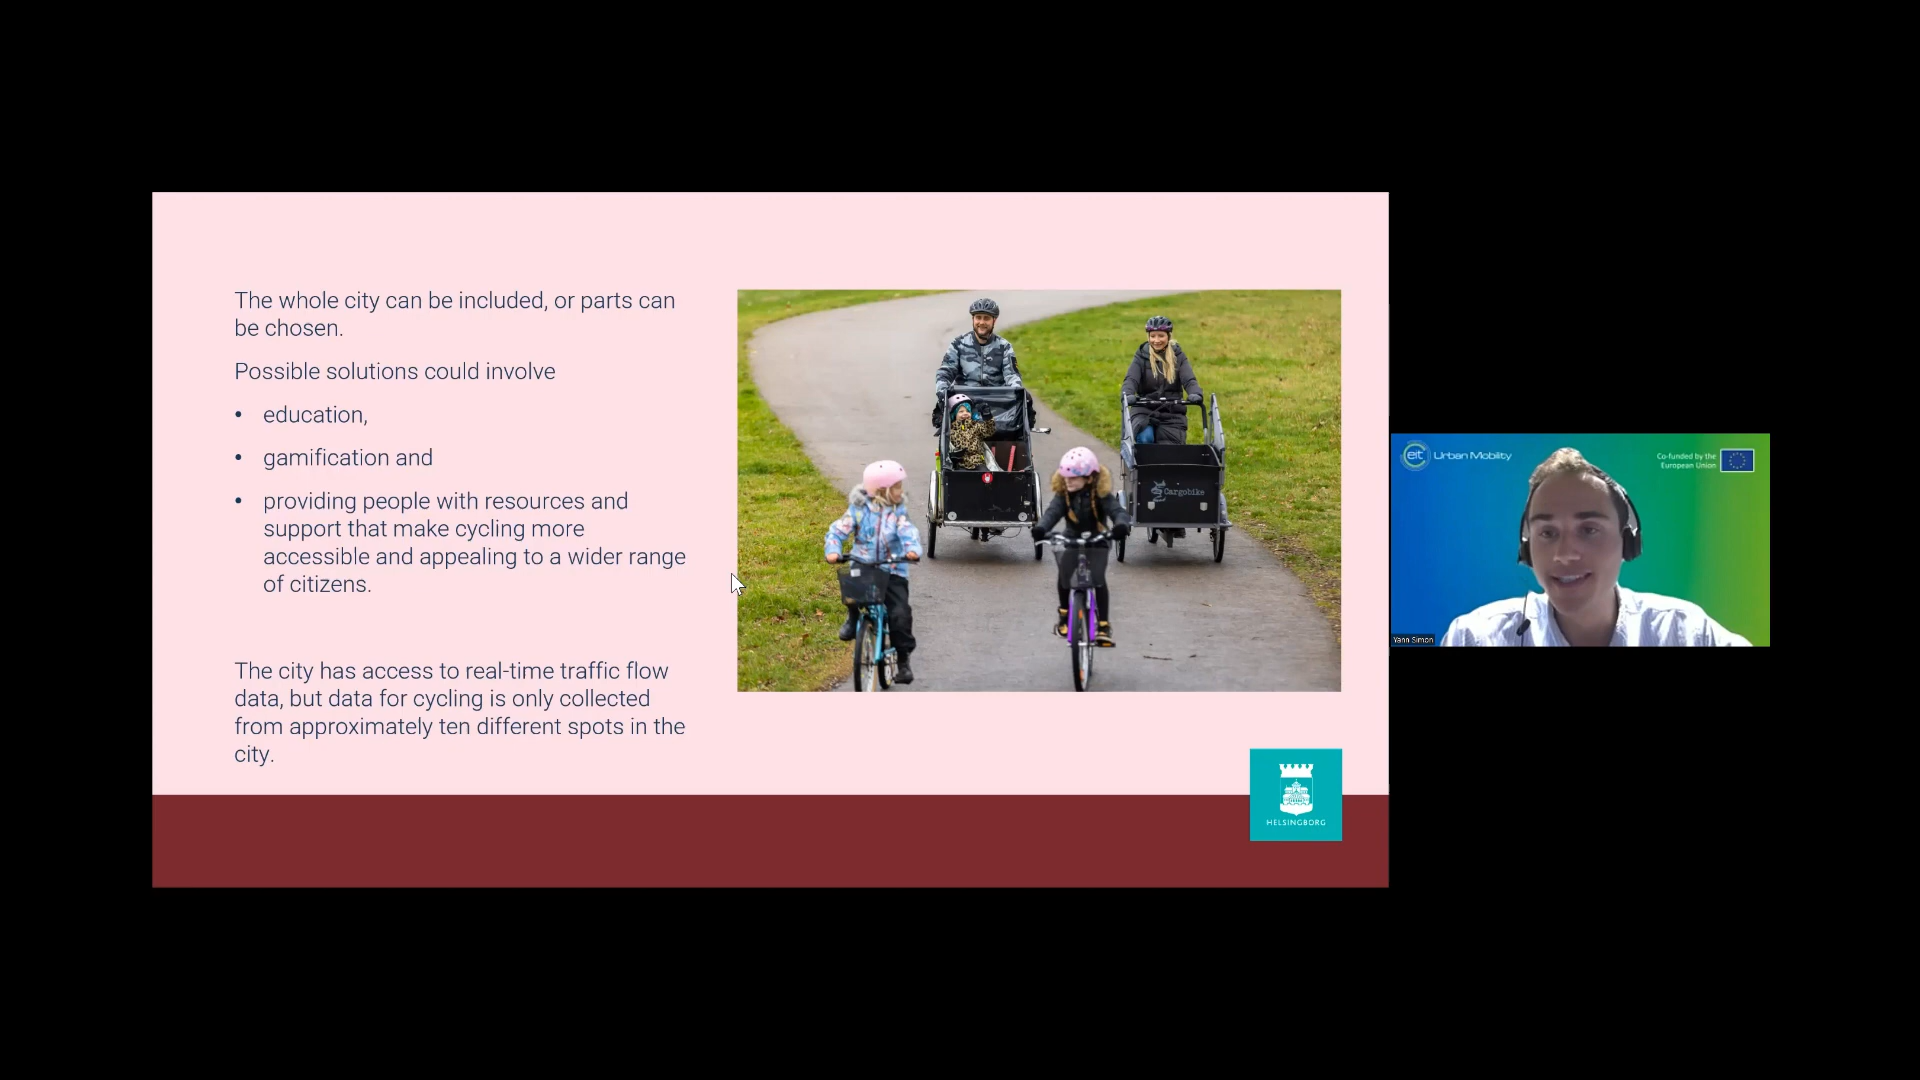 The whole city can be included, or parts can
be chosen.
Possible solutions could involve
• education,
• gamification and
• providing people with resources and
support that make cycling more
accessible and appealing to a wider range
of citizens.
The city has access to real-time traffic flow
data, but data for cycling is only collected
from approximately ten different spots in the
city.
Cargobike
HELSINGBORG
eit Urban Mobility
Co-funded by the
European Union
Yann Simon